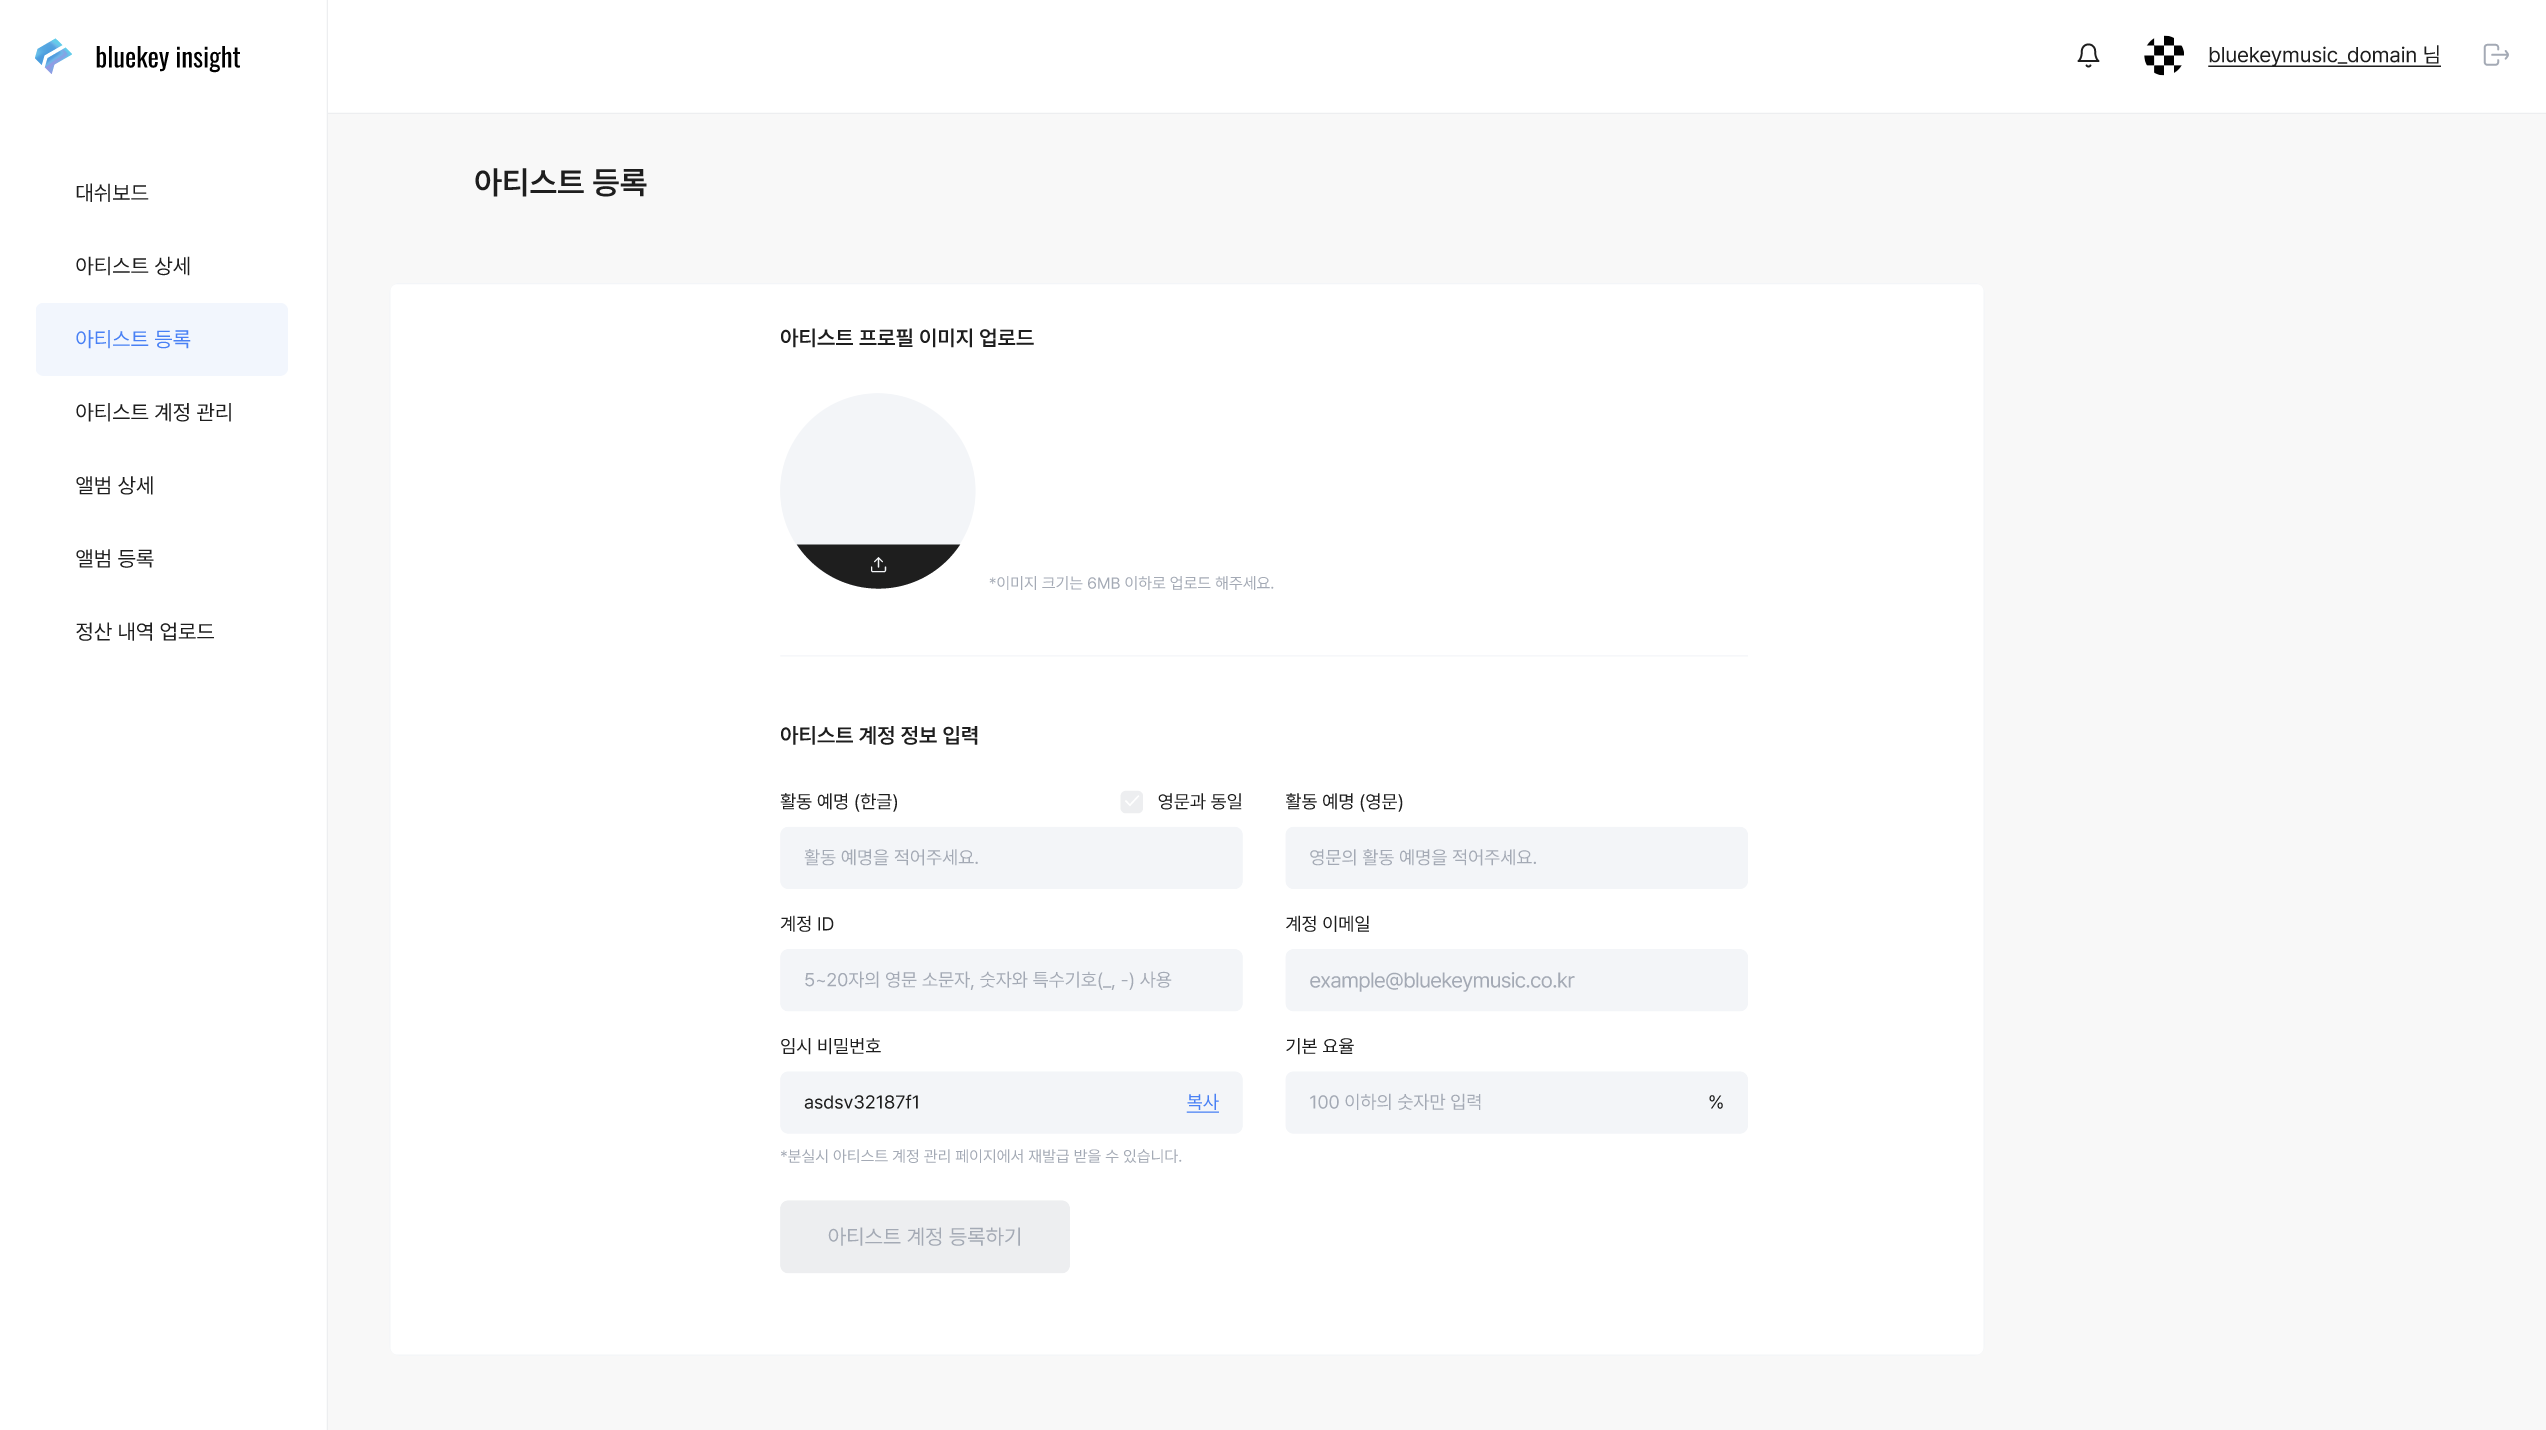 bluekey insight
bluekeymusic_domain 님
대쉬보드
아티스트 상세
아티스트 등록
아티스트 계정 관리
앨범 상세
앨범 등록
정산 내역 업로드
아티스트 등록
아티스트 프로필 이미지 업로드
*이미지 크기는 6MB 이하로 업로드 해주세요.
아티스트 계정 정보 입력
활동 예명 (한글)
영문과 동일
활동 예명 (영문)
활동 예명을 적어주세요.
영문의 활동 예명을 적어주세요.
계정 ID
계정 이메일
5~20자의 영문 소문자, 숫자와 특수기호(_, -) 사용
example@bluekeymusic.co.kr
임시 비밀번호
기본 요율
asdsv32187f1
복사
100 이하의 숫자만 입력
%
*분실시 아티스트 계정 관리 페이지에서 재발급 받을 수 있습니다.
아티스트 계정 등록하기